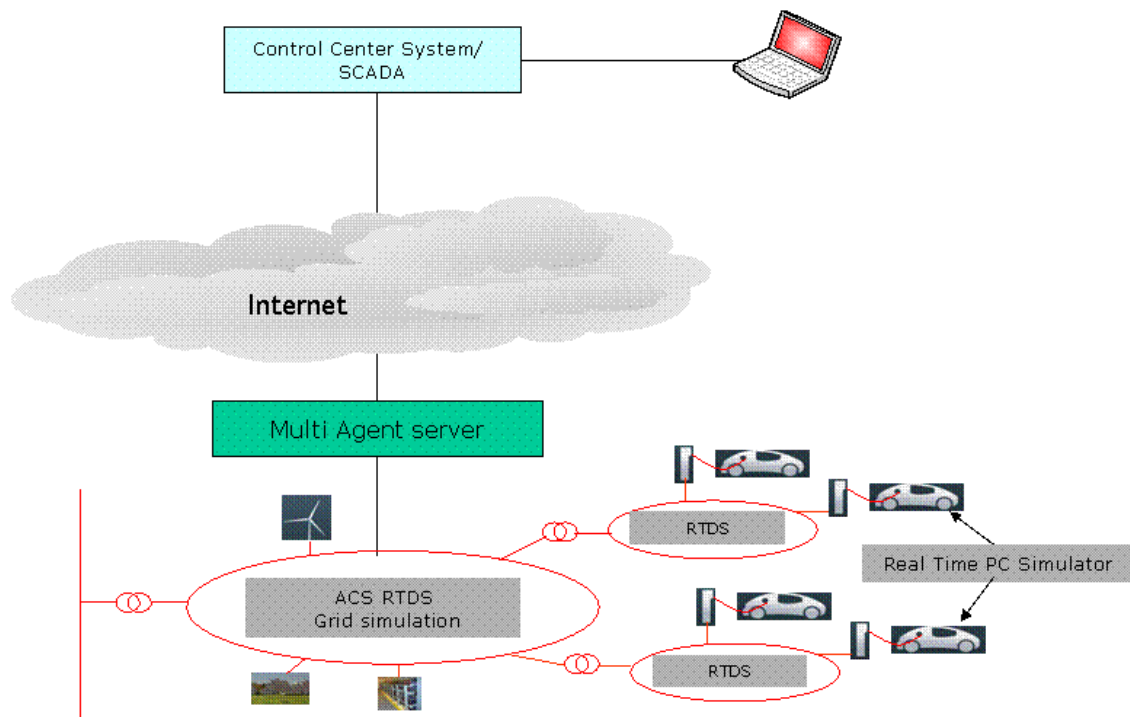 Control Center System/
SCADA
Internet
Multi Agent server
RTDS
Real Time PC Simulator
ACS RTDS
Grid simulation
RTDS